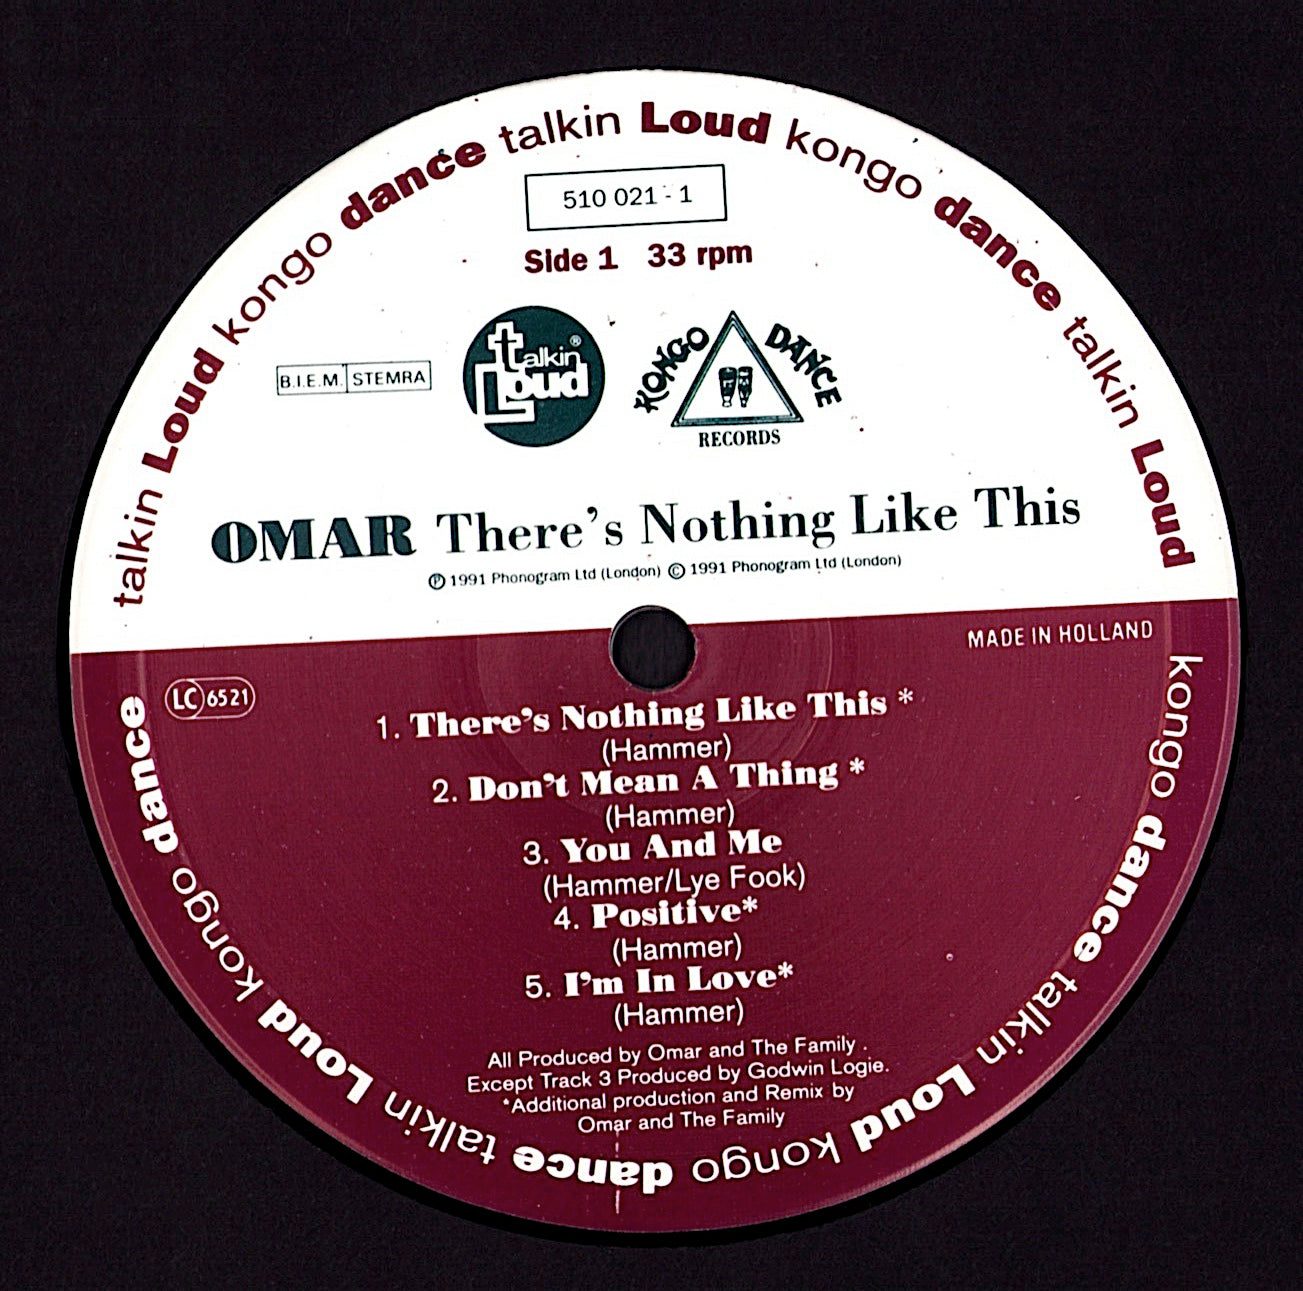 talkin Loud kongo dance talkin Loud kongo dance talkin Loud
510 021 - 1
Side 1 33 rpm
B.I.E.M. STEMRA
talkin Loud ®
KONGO DANCE
RECORDS
OMAR There's Nothing Like This
℗ 1991 Phonogram Ltd (London) © 1991 Phonogram Ltd (London)
MADE IN HOLLAND
LC 6521
1. There's Nothing Like This *
(Hammer)
2. Don't Mean A Thing *
(Hammer)
3. You And Me
(Hammer/Lye Fook)
4. Positive*
(Hammer)
5. I'm In Love*
(Hammer)
All Produced by Omar and The Family .
Except Track 3 Produced by Godwin Logie.
*Additional production and Remix by
Omar and The Family
kongo dance talkin Loud kongo dance talkin Loud kongo dance